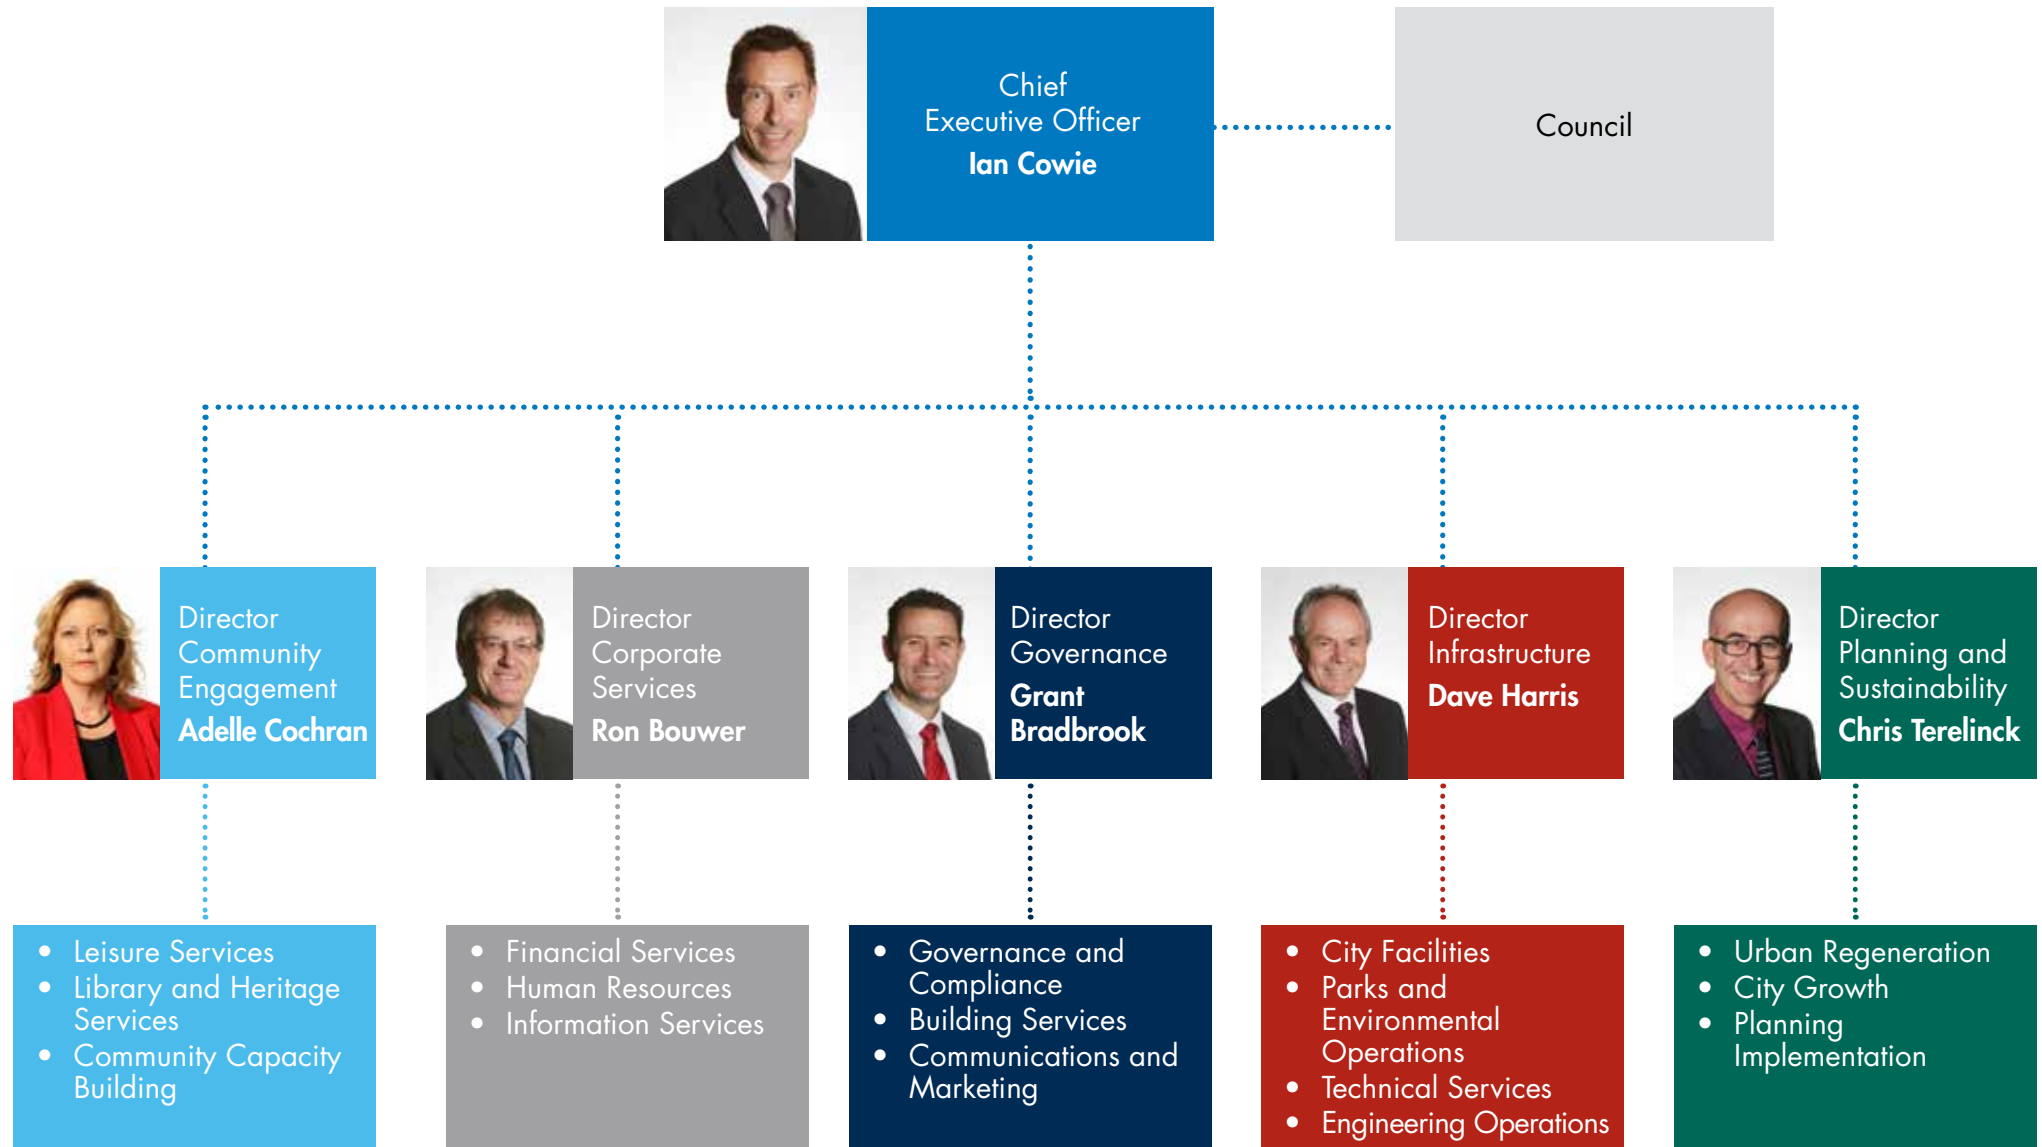 Chief
Executive Officer
Ian Cowie
Council
Director
Community
Engagement
Adelle Cochran
Director
Corporate
Services
Ron Bouwer
Director
Governance
Grant
Bradbrook
Director
Infrastructure
Dave Harris
Director
Planning and
Sustainability
Chris Terelinck
• Leisure Services
• Library and Heritage
Services
• Community Capacity
Building
• Financial Services
• Human Resources
• Information Services
• Governance and
Compliance
• Building Services
• Communications and
Marketing
• City Facilities
• Parks and
Environmental
Operations
• Technical Services
• Engineering Operations
• Urban Regeneration
• City Growth
• Planning
Implementation